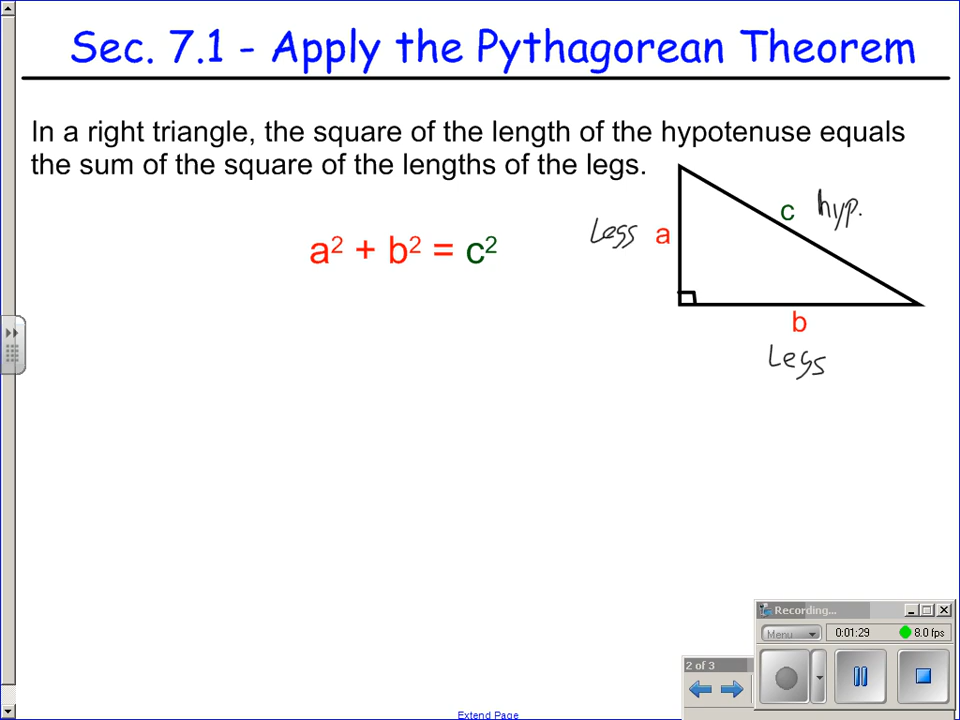 Sec. 7.1 - Apply the Pythagorean Theorem
In a right triangle, the square of the length of the hypotenuse equals
the sum of the square of the lengths of the legs.
a² + b² = c²
c hyp.
Legs a
b
Legs
Recording...
Menu 0:01:29 8.0 fps
2 of 3
Extend Page